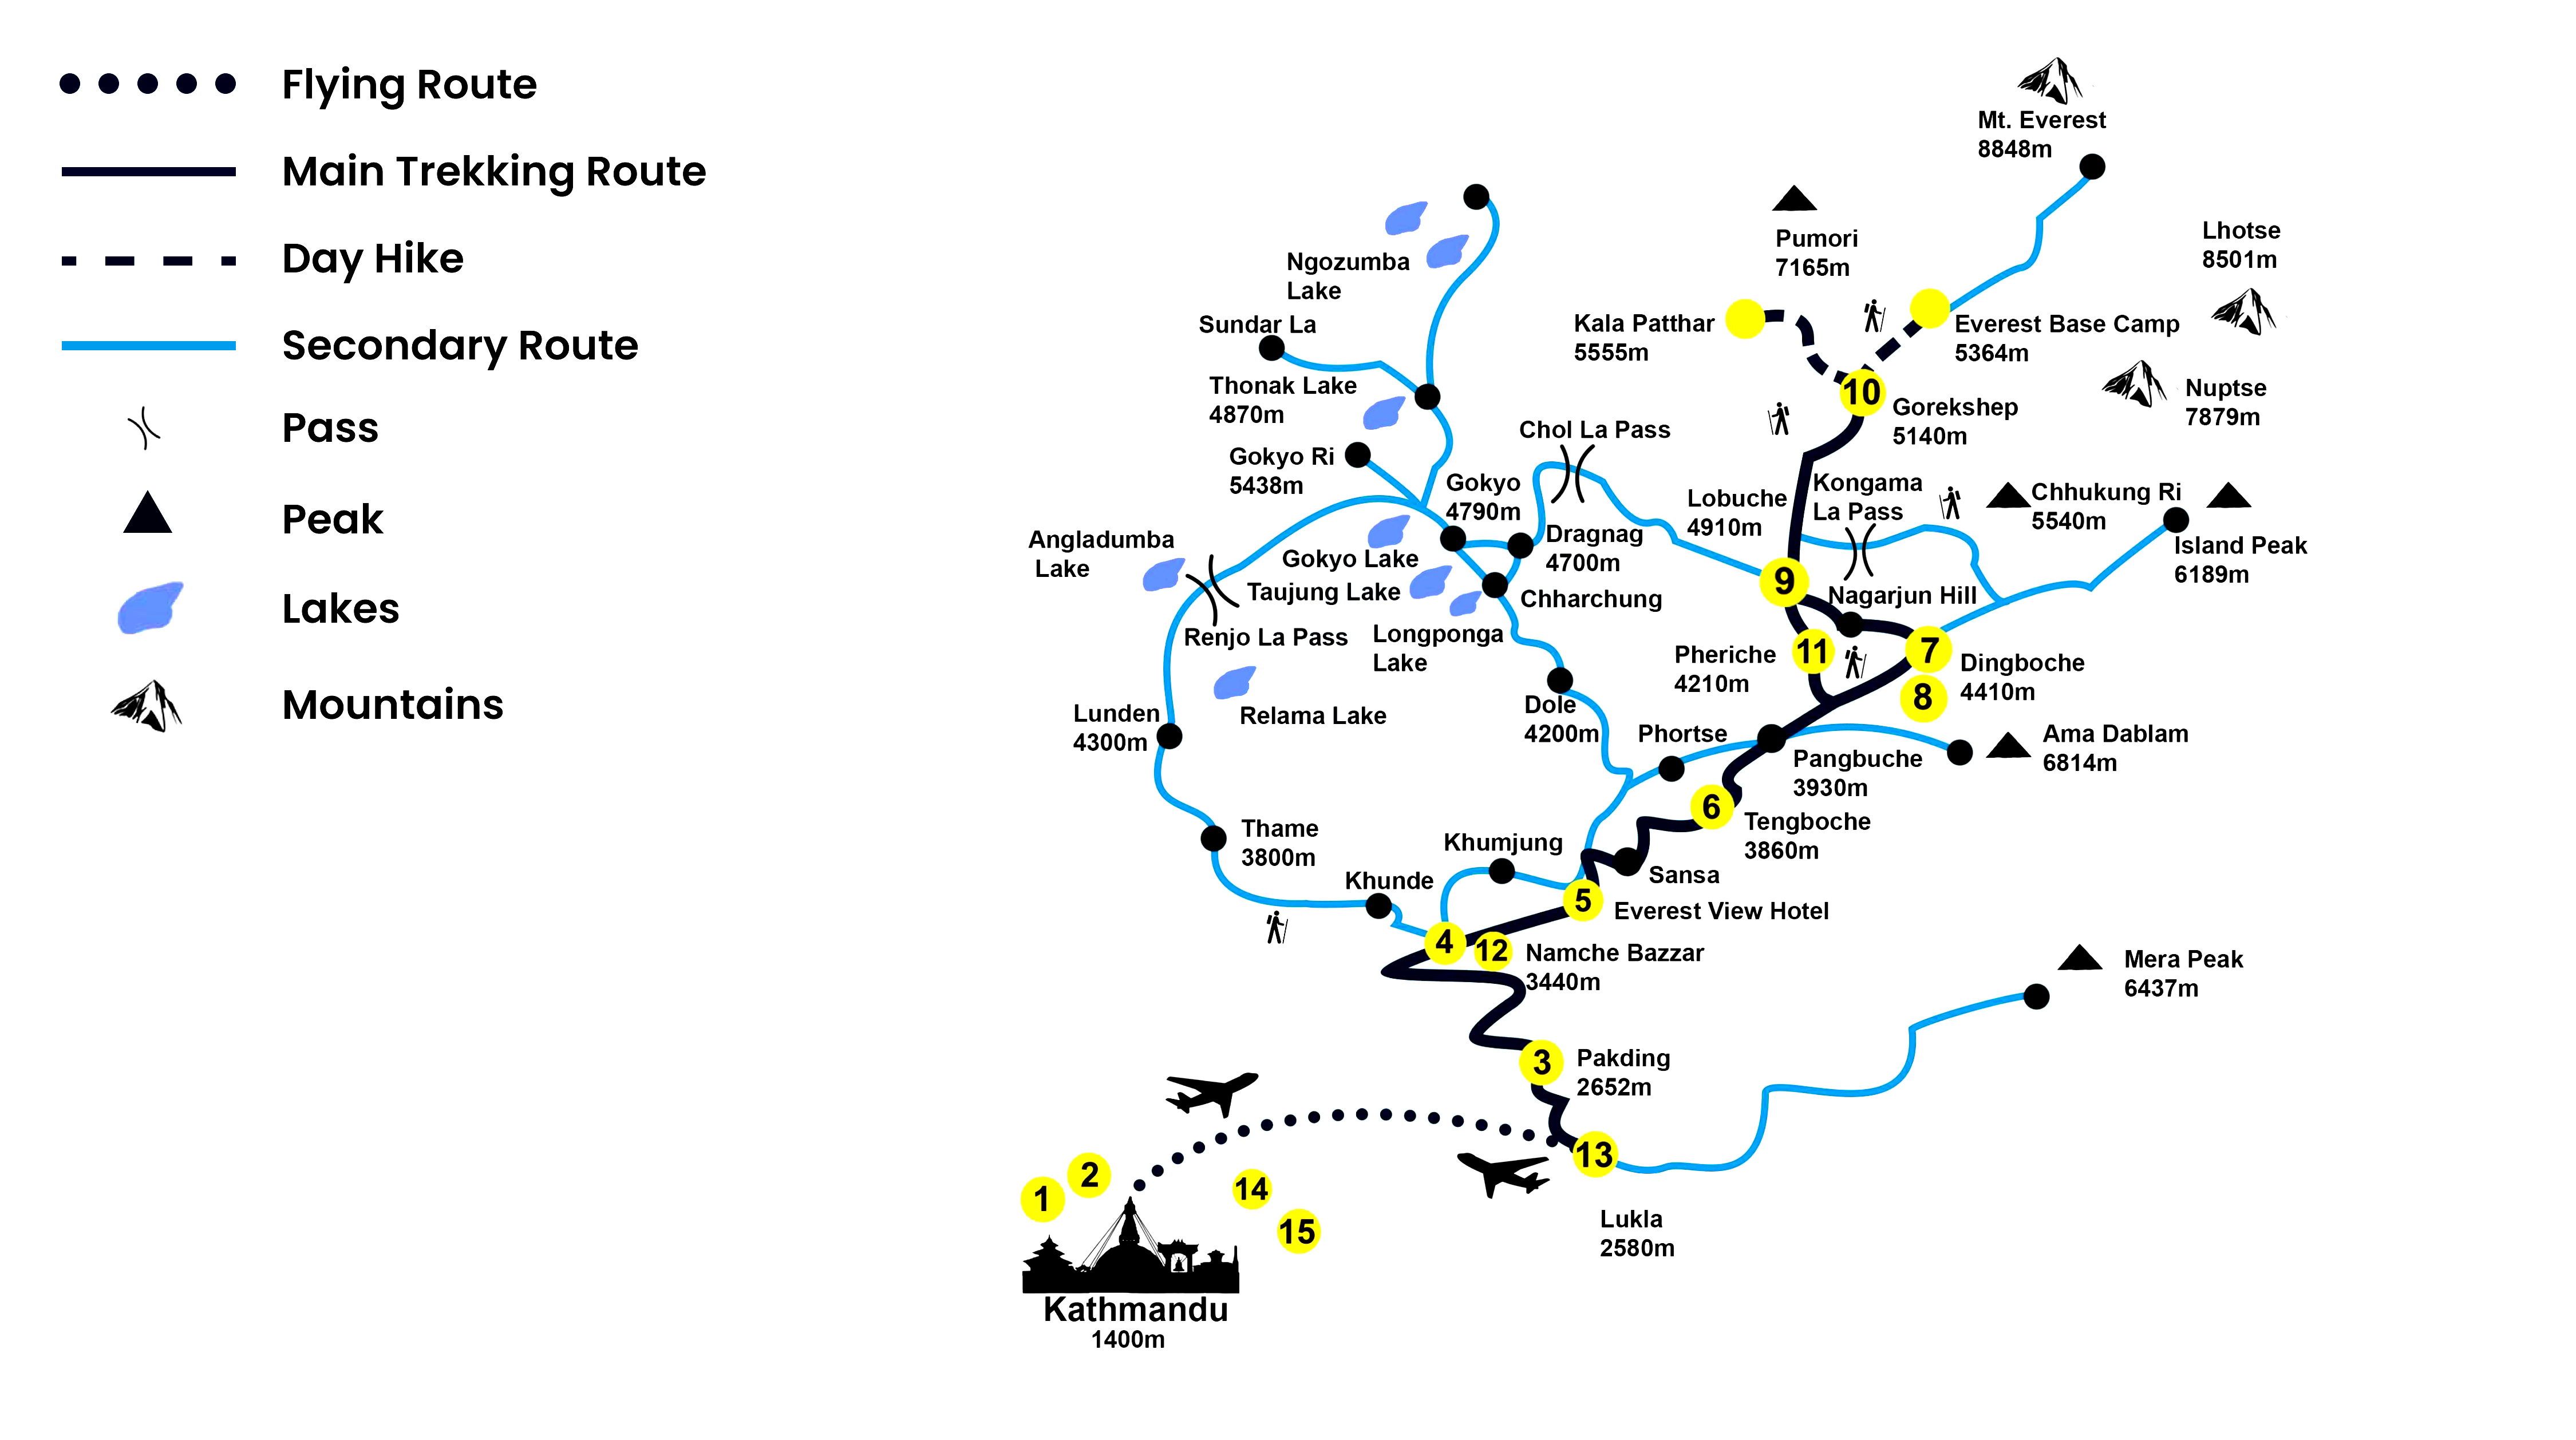 Flying Route
Main Trekking Route
Day Hike
Secondary Route
Pass
Peak
Lakes
Mountains
Mt. Everest
8848m
Lhotse
8501m
Pumori
7165m
Ngozumba
Lake
Sundar La
Kala Patthar
5555m
Everest Base Camp
5364m
Thonak Lake
4870m
10
Gorekshep
5140m
Nuptse
7879m
Chol La Pass
Gokyo Ri
5438m
Gokyo
4790m
Lobuche
4910m
Kongama
La Pass
Chhukung Ri
5540m
Island Peak
6189m
Angladumba
Lake
Gokyo Lake
Dragnag
4700m
9
Taujung Lake
Chharchung
Nagarjun Hill
Renjo La Pass
Longponga
Lake
Pheriche
4210m
11
7
8
Dingboche
4410m
Relama Lake
Lunden
4300m
Dole
4200m
Phortse
Pangbuche
3930m
Ama Dablam
6814m
6
Tengboche
3860m
Thame
3800m
Khumjung
Khunde
Sansa
5
Everest View Hotel
4
12
Namche Bazzar
3440m
Mera Peak
6437m
3
Pakding
2652m
13
Lukla
2580m
1
2
14
15
Kathmandu
1400m